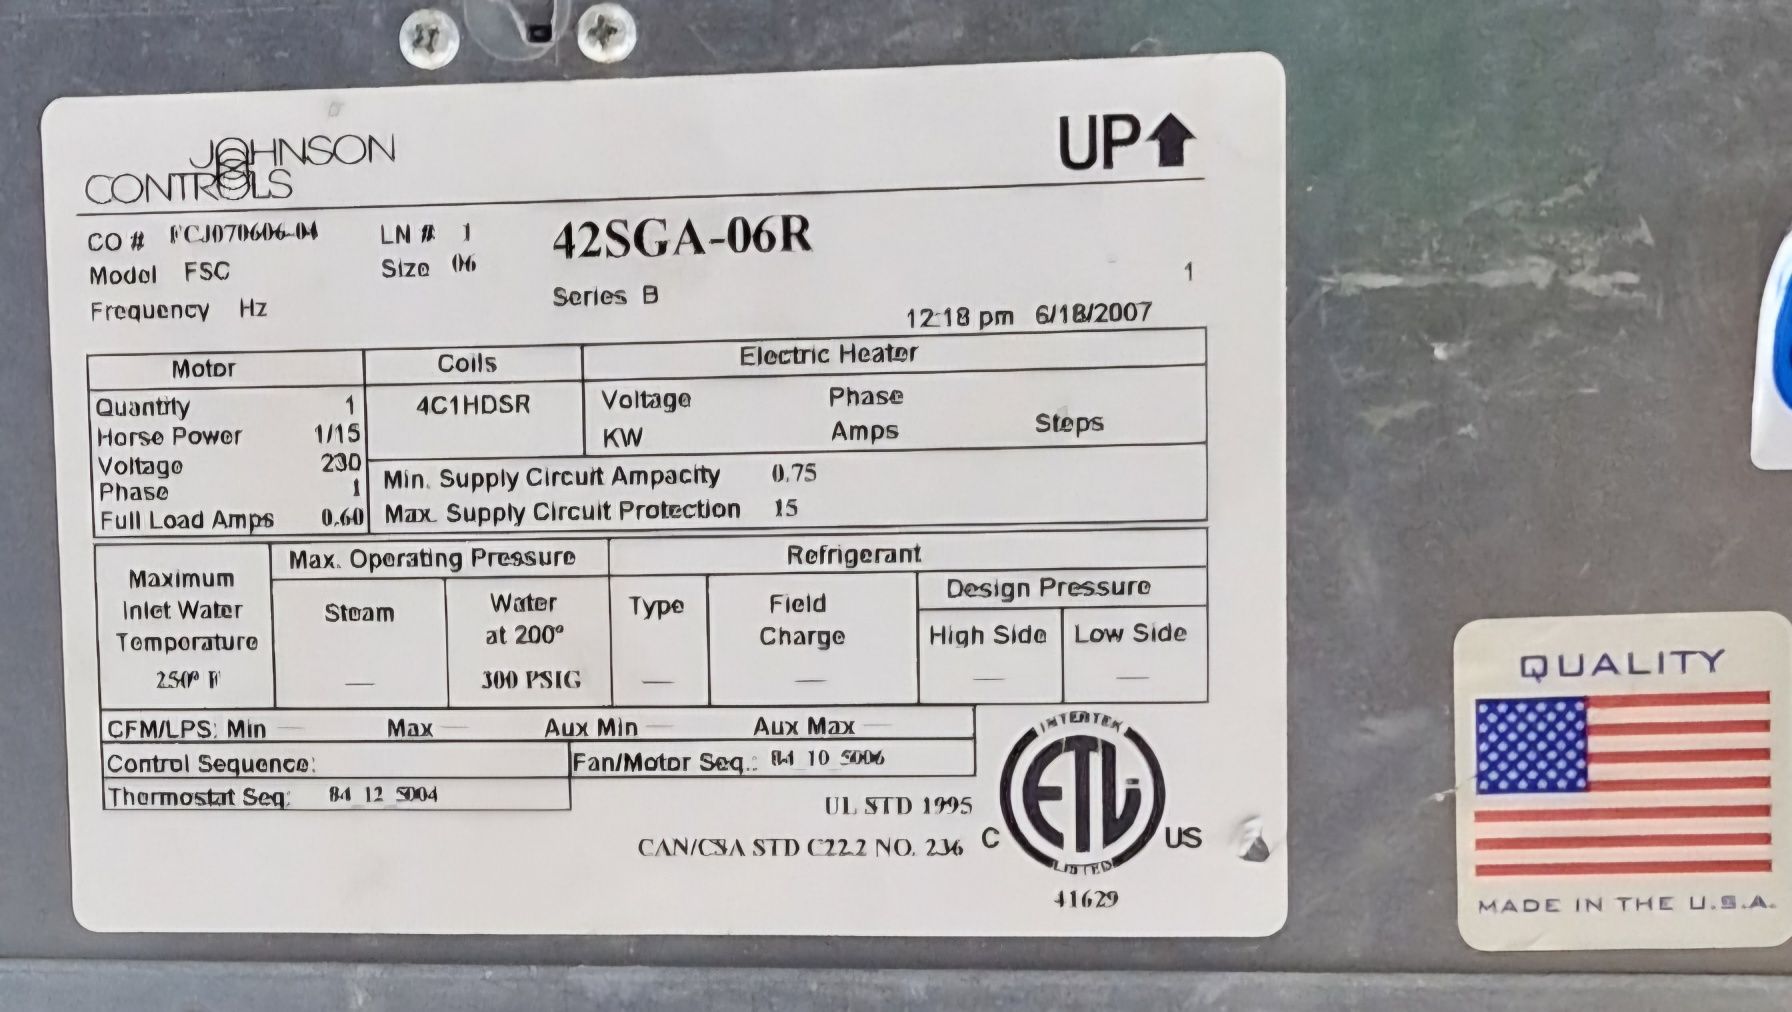 JOHNSON
CONTROLS
UP
CO # FCJ070606-04 LN # 1 42SGA-06R
Model FSC Size 06 1
Frequency Hz Series B
12:18 pm 6/18/2007
Motor Coils Electric Heater
Quantity 1 4C1HDSR Voltage Phase
Horse Power 1/15 KW Amps Steps
Voltage 230 Min. Supply Circuit Ampacity 0.75
Phase 1
Full Load Amps 0.60 Max. Supply Circuit Protection 15
Maximum
Inlet Water
Temperature
250° F
Max. Operating Pressure
Steam
—
Water
at 200°
300 PSIG
Refrigerant
Type
—
Field
Charge
—
Design Pressure
High Side
—
Low Side
—
CFM/LPS: Min — Max — Aux Min — Aux Max —
Control Sequence: Fan/Motor Seq.: 84 10 5006
Thermostat Seq: 84 12 5004
UL STD 1995
CAN/CSA STD C22.2 NO. 236
INTERTEK
C ETL US
LISTED
41629
QUALITY
MADE IN THE U.S.A.